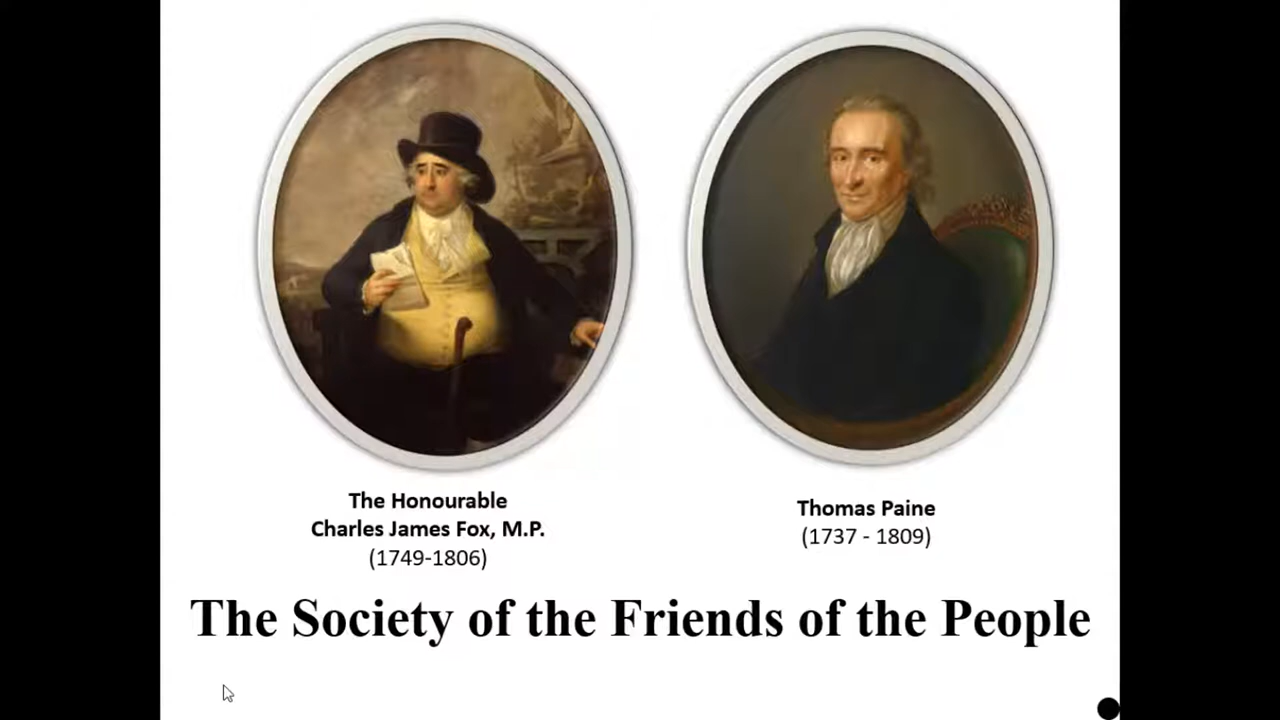 The Honourable
Charles James Fox, M.P.
(1749-1806)
Thomas Paine
(1737 - 1809)
The Society of the Friends of the People